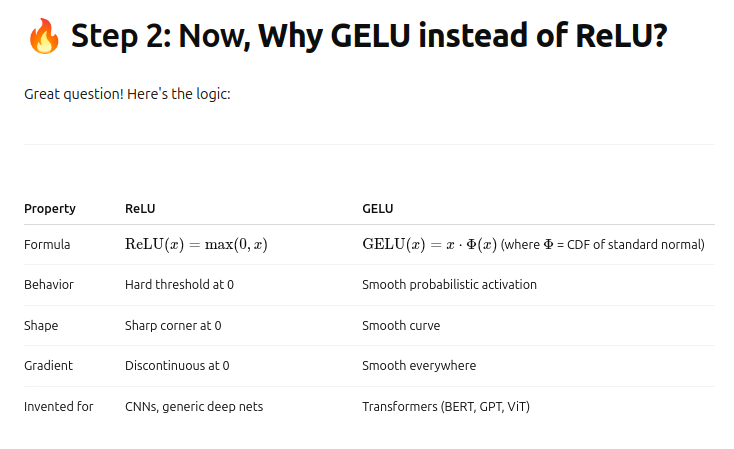 🔥 Step 2: Now, Why GELU instead of ReLU?
Great question! Here's the logic:
Property ReLU GELU
Formula ReLU(x) = max(0, x) GELU(x) = x · Φ(x) (where Φ = CDF of standard normal)
Behavior Hard threshold at 0 Smooth probabilistic activation
Shape Sharp corner at 0 Smooth curve
Gradient Discontinuous at 0 Smooth everywhere
Invented for CNNs, generic deep nets Transformers (BERT, GPT, ViT)